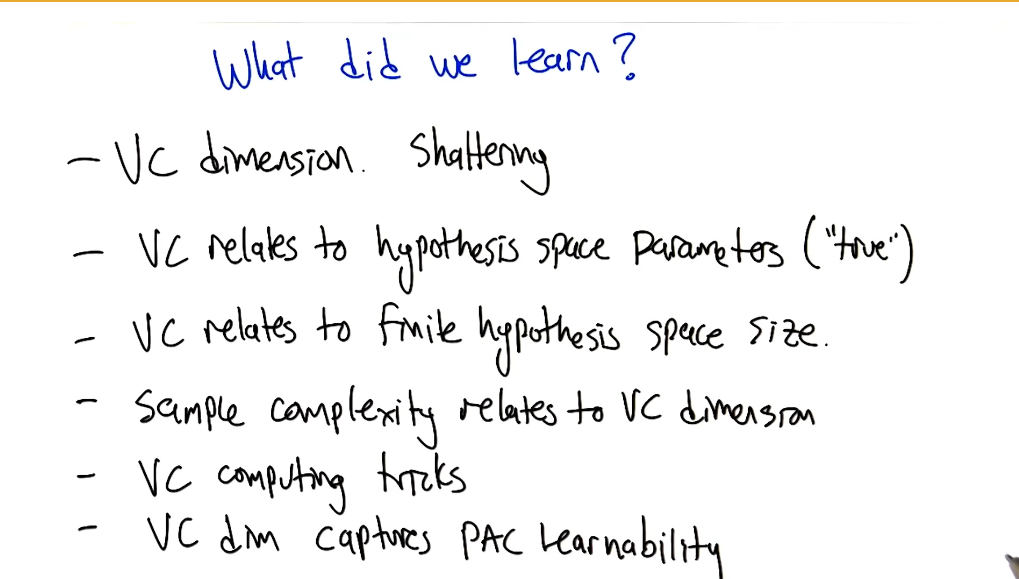 What did we learn?
- VC dimension. Shattering
- VC relates to hypothesis space parameters ("true")
- VC relates to finite hypothesis space size.
- Sample complexity relates to VC dimension
- VC computing tricks
- VC dim captures PAC Learnability